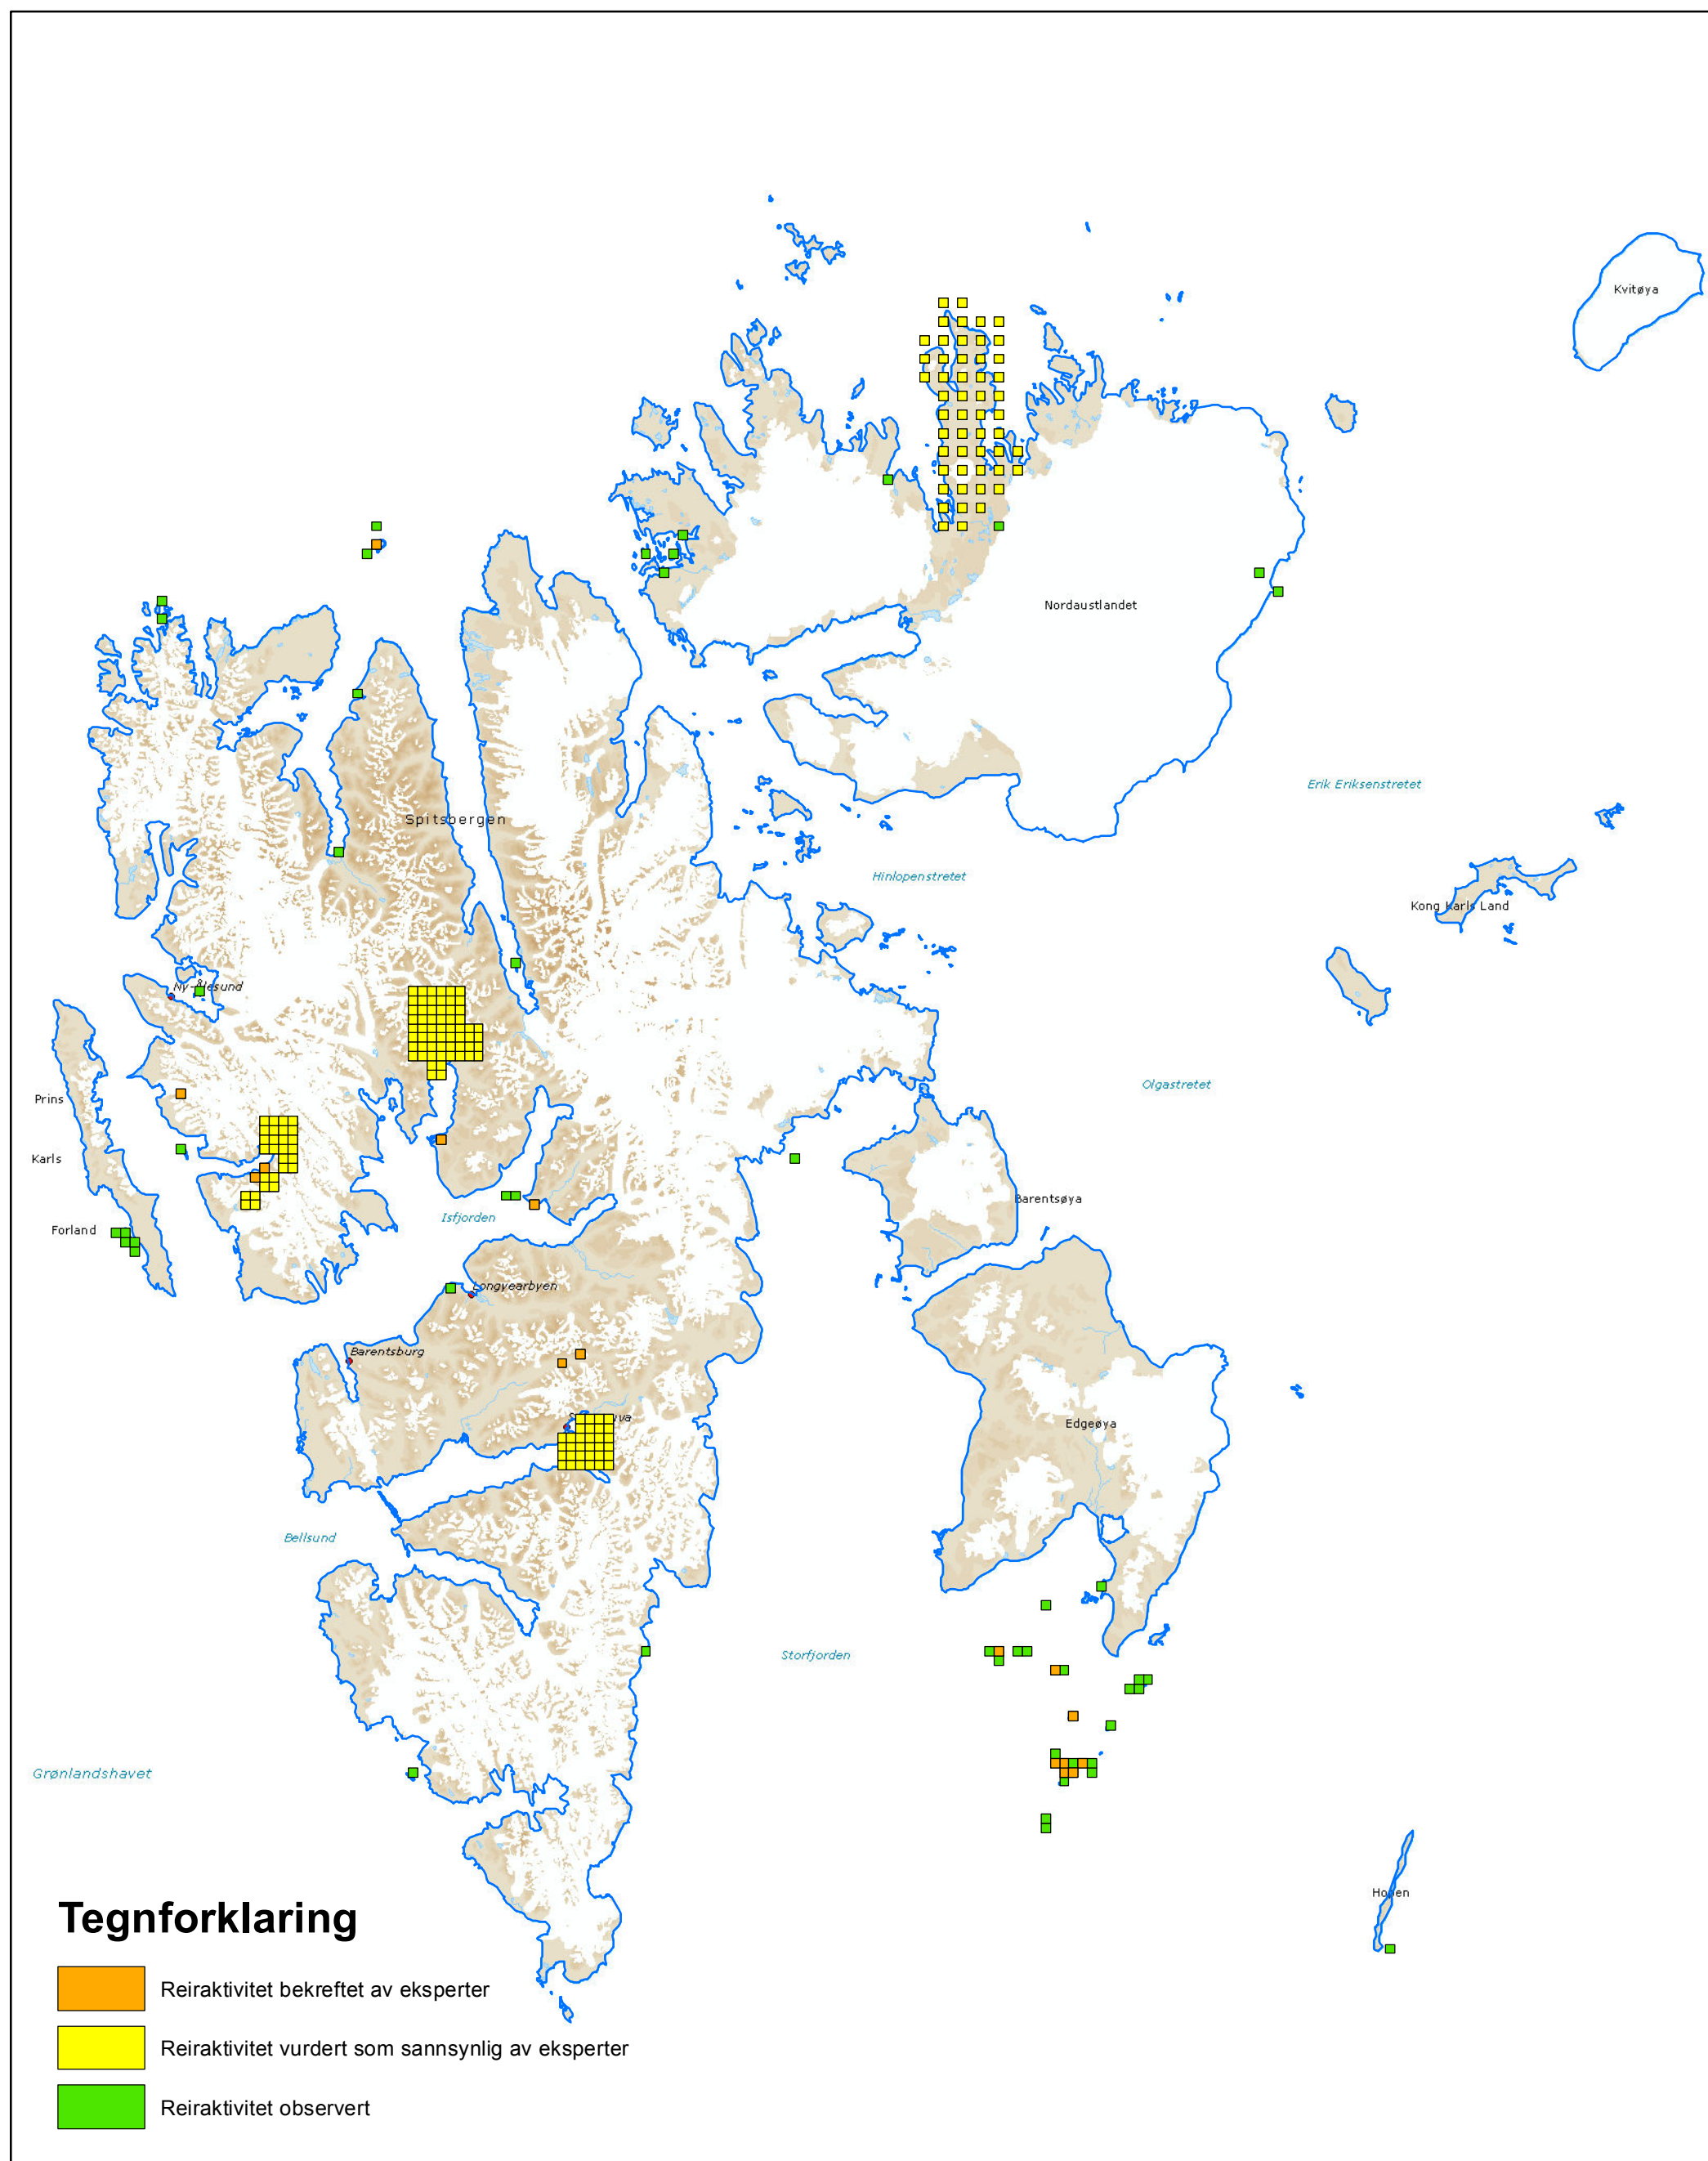 Kvitøya
Nordaustlandet
Erik Eriksenstretet
Spitsbergen
Hinlopenstretet
Kong Karls Land
Ny-Ålesund
Olgastretet
Prins
Karls
Barentsøya
Isfjorden
Forland
Longyearbyen
Barentsburg
Edgeøya
Bellsund
Storfjorden
Grønlandshavet
Hopen
Tegnforklaring
Reiraktivitet bekreftet av eksperter
Reiraktivitet vurdert som sannsynlig av eksperter
Reiraktivitet observert